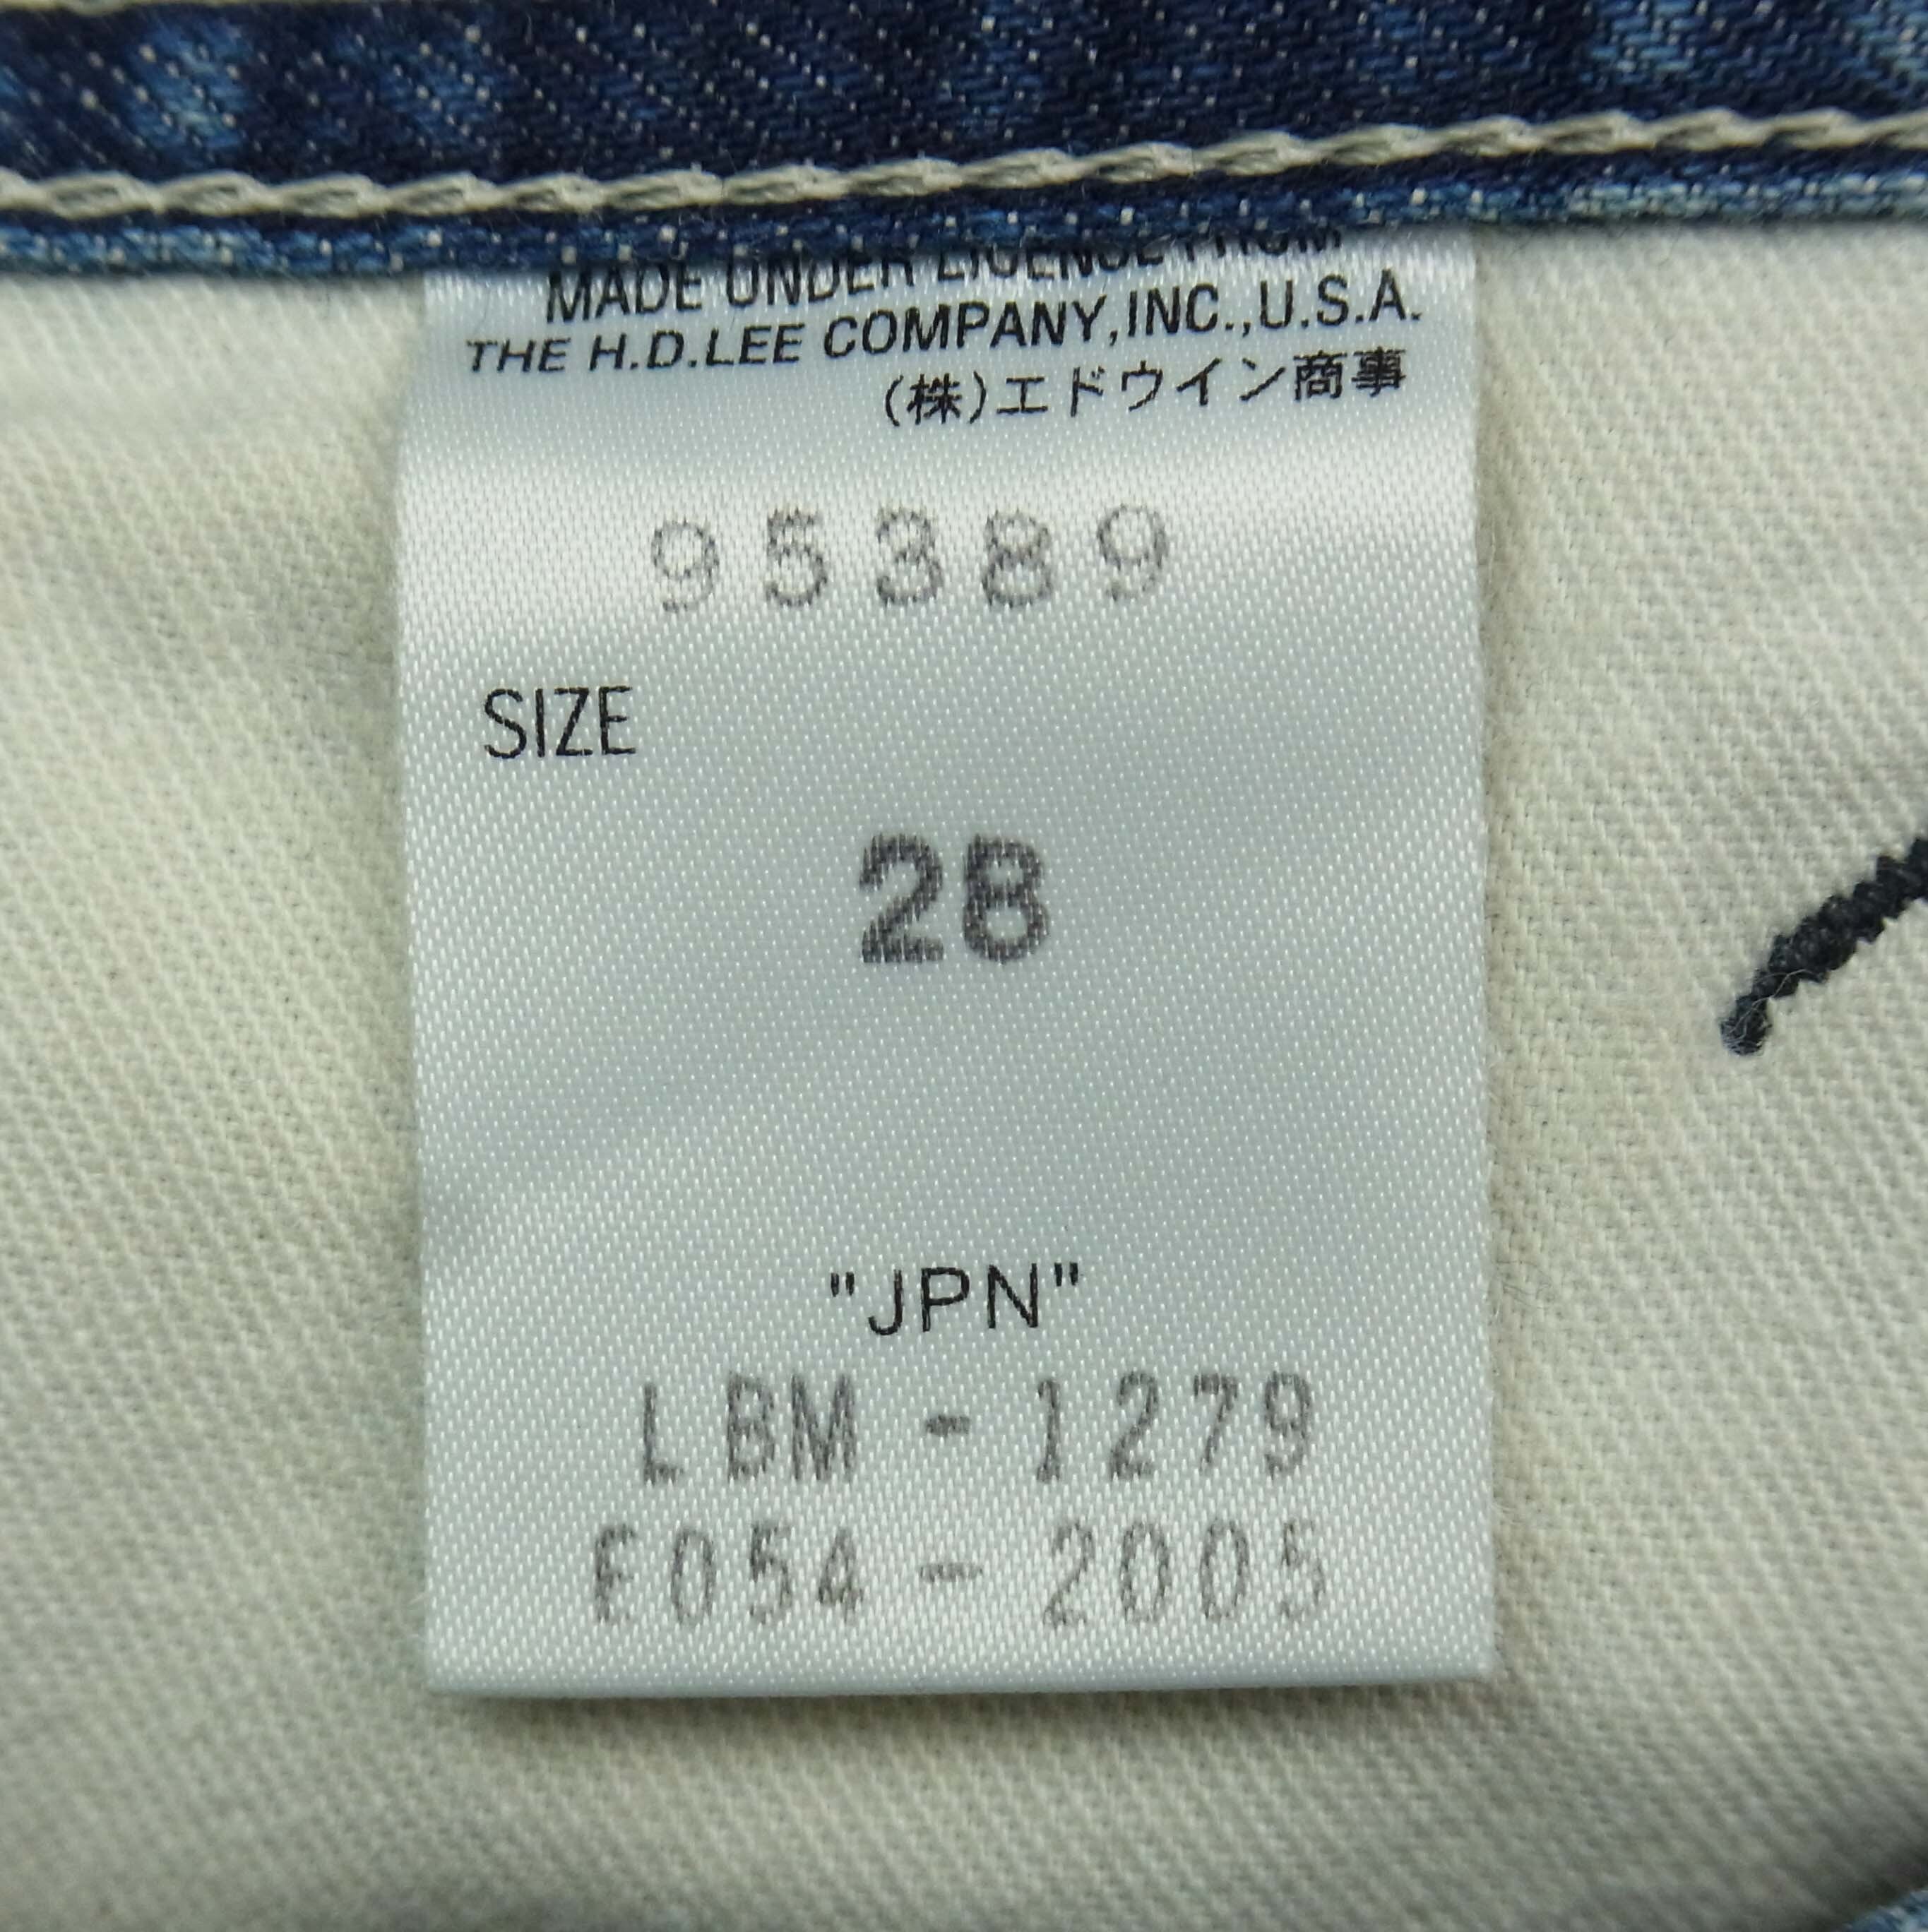 MADE UNDER LICENCE FROM
THE H.D.LEE COMPANY,INC.,U.S.A.
(株)エドウイン商事
95389
SIZE
28
"JPN"
LBM - 1279
E054 - 2005